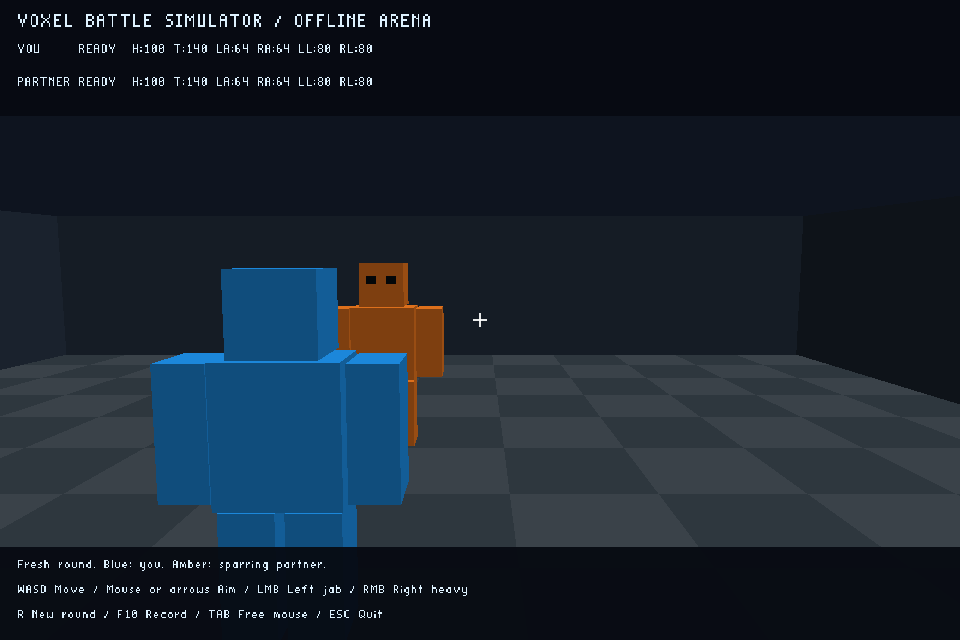 VOXEL BATTLE SIMULATOR / OFFLINE ARENA
YOU READY H:100 T:140 LA:64 RA:64 LL:80 RL:80
PARTNER READY H:100 T:140 LA:64 RA:64 LL:80 RL:80
Fresh round. Blue: you. Amber: sparring partner.
WASD Move / Mouse or arrows Aim / LMB Left jab / RMB Right heavy
R New round / F10 Record / TAB Free mouse / ESC Quit